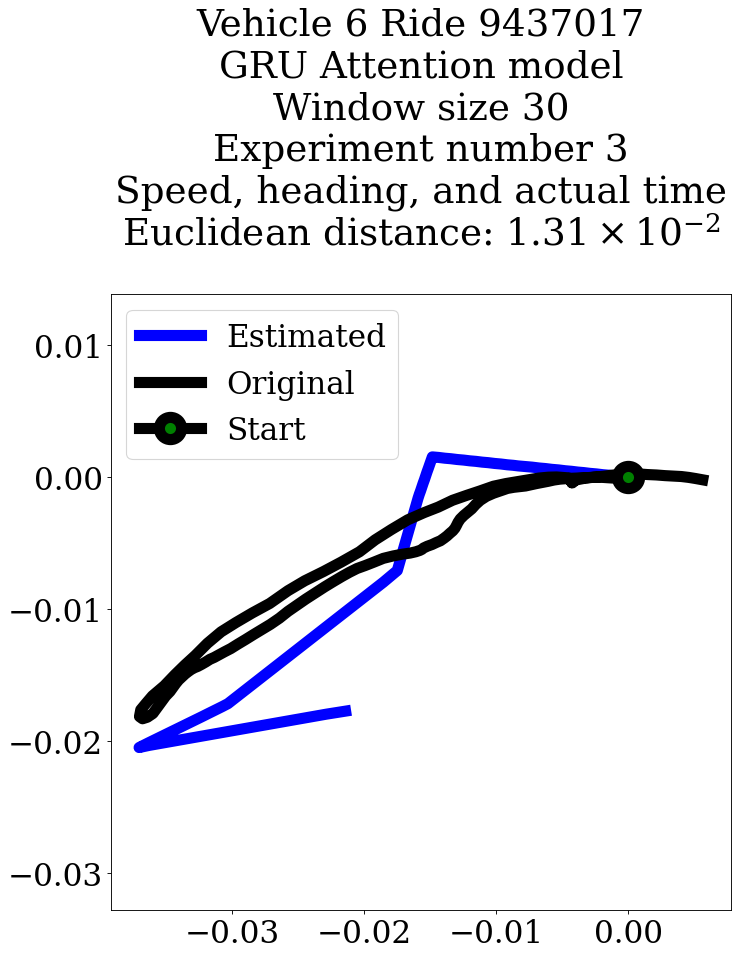 Vehicle 6 Ride 9437017
GRU Attention model
Window size 30
Experiment number 3
Speed, heading, and actual time
Euclidean distance: 1.31 × 10⁻²
Estimated
Original
Start
0.01
0.00
−0.01
−0.02
−0.03
−0.03 −0.02 −0.01 0.00